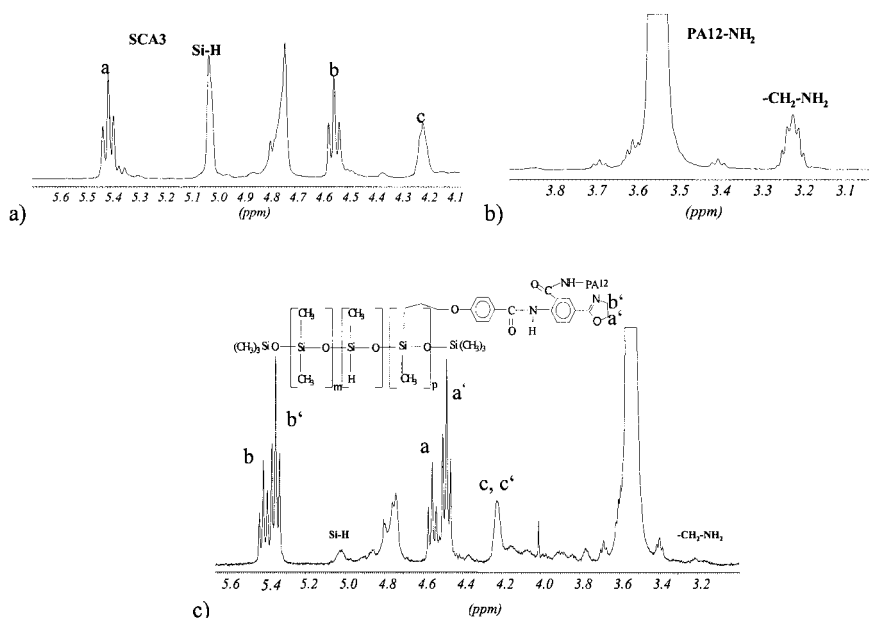 SCA3
Si-H
a
b
c
5.6 5.5 5.4 5.3 5.2 5.1 5.0 4.9 4.8 4.7 4.6 4.5 4.4 4.3 4.2 4.1
(ppm)
a)
PA12-NH₂
-CH₂-NH₂
3.8 3.7 3.6 3.5 3.4 3.3 3.2 3.1
(ppm)
b)
O NH PA¹²
C
N b‘
O a‘
O C N
O H
CH₃ CH₃
(CH₃)₃SiO Si O Si O Si O Si(CH₃)₃
CH₃ H CH₃
m p
b b‘ a a‘
c, c‘
Si-H
-CH₂-NH₂
5.6 5.4 5.2 5.0 4.8 4.6 4.4 4.2 4.0 3.8 3.6 3.4 3.2
(ppm)
c)